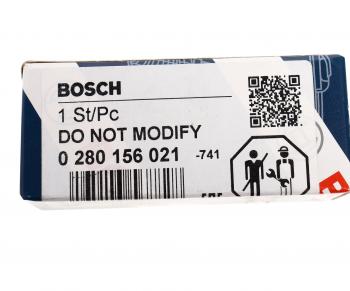 BOSCH
1 St/Pc
DO NOT MODIFY
0 280 156 021 -741